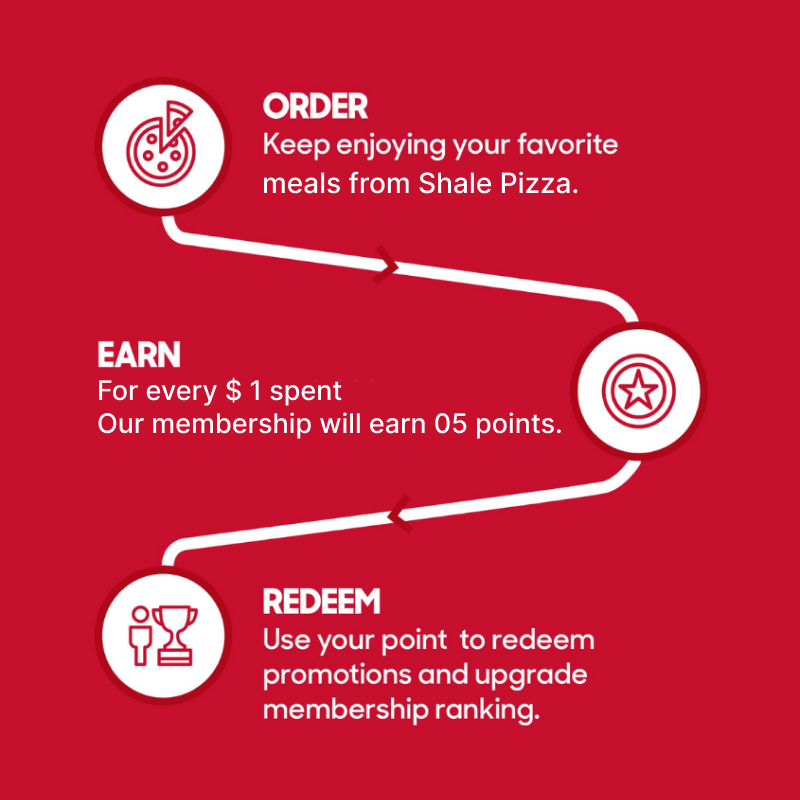 ORDER
Keep enjoying your favorite
meals from Shale Pizza.
EARN
For every $ 1 spent
Our membership will earn 05 points.
REDEEM
Use your point  to redeem
promotions and upgrade
membership ranking.